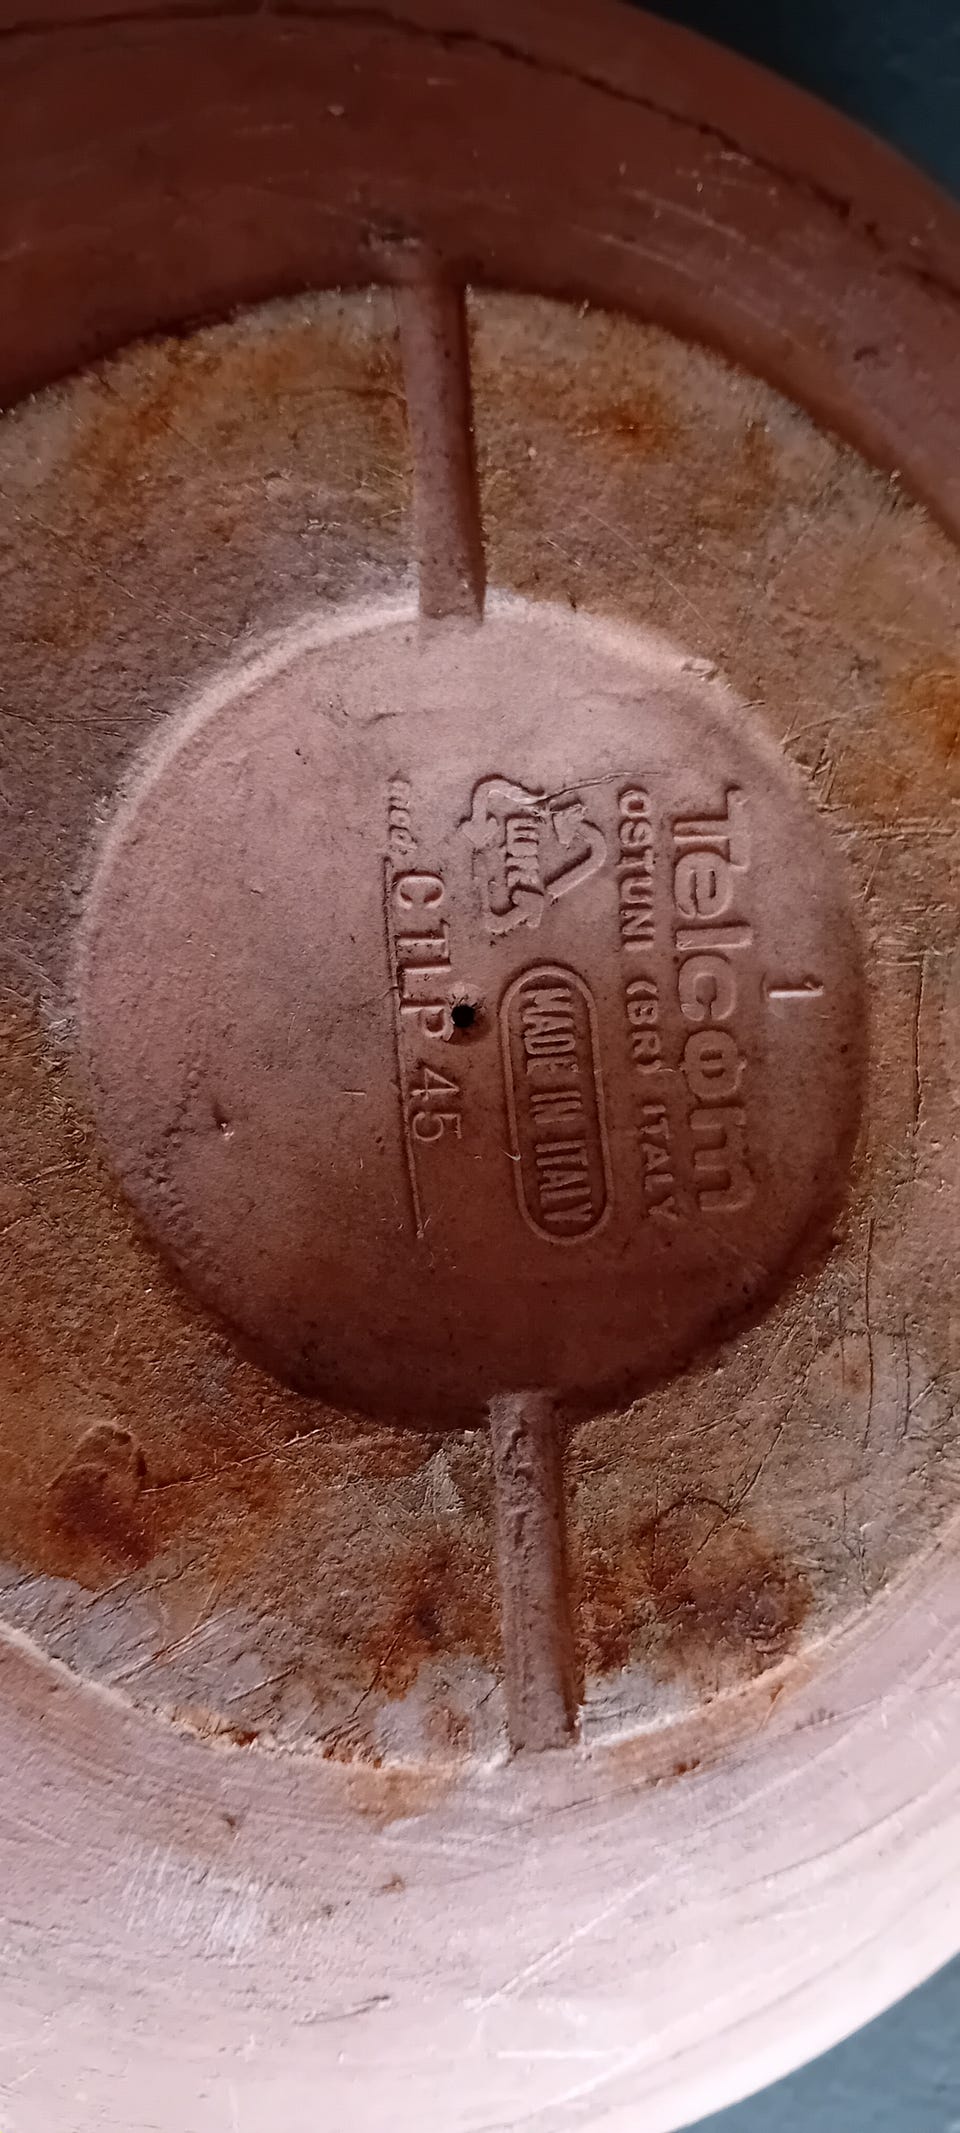 1
Telcom
OSTUNI (BR) ITALY
MADE IN ITALY
mod. CILP 45